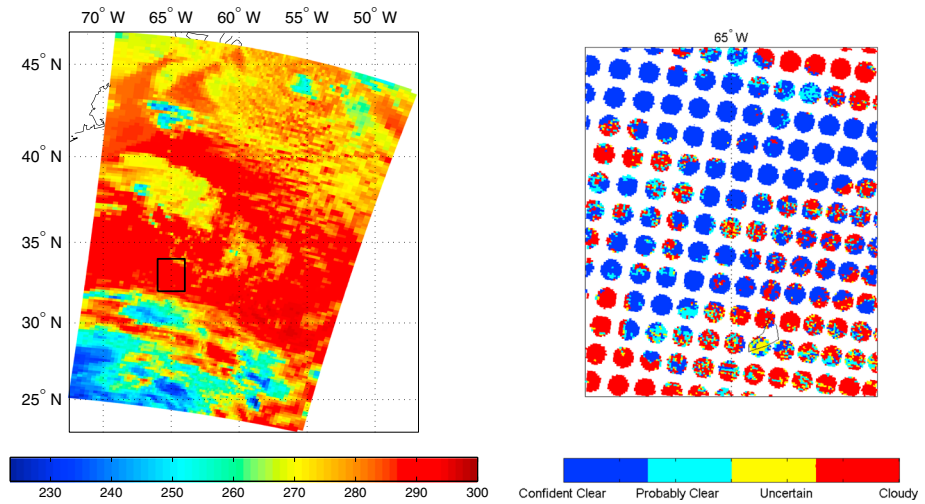 70° W 65° W 60° W 55° W 50° W
45° N
40° N
35° N
30° N
25° N
230 240 250 260 270 280 290 300
65° W
Confident Clear Probably Clear Uncertain Cloudy